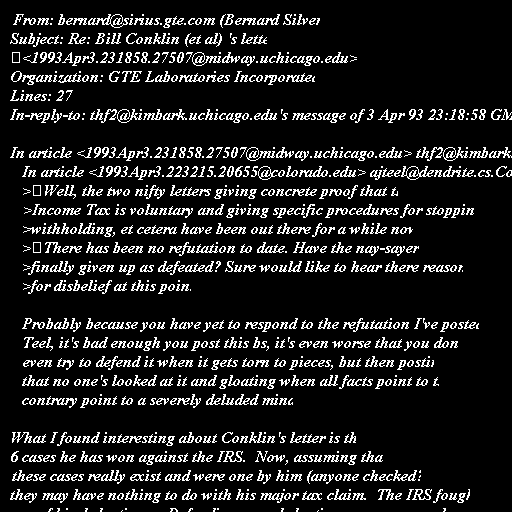 From: bernard@sirius.gte.com (Bernard Silver
Subject: Re: Bill Conklin (et al) 's lette
<1993Apr3.231858.27507@midway.uchicago.edu>
Organization: GTE Laboratories Incorporated
Lines: 27
In-reply-to: thf2@kimbark.uchicago.edu's message of 3 Apr 93 23:18:58 GM

In article <1993Apr3.231858.27507@midway.uchicago.edu> thf2@kimbark.
In article <1993Apr3.223215.20655@colorado.edu> ajteel@dendrite.cs.Co
> Well, the two nifty letters giving concrete proof that
>Income Tax is voluntary and giving specific procedures for stoppin
>withholding, et cetera have been out there for a while now
> There has been no refutation to date. Have the nay-sayer
>finally given up as defeated? Sure would like to hear there reason
>for disbelief at this poin

Probably because you have yet to respond to the refutation I've posted
Teel, it's bad enough you post this bs, it's even worse that you don
even try to defend it when it gets torn to pieces, but then postin
that no one's looked at it and gloating when all facts point to t
contrary point to a severely deluded mind

What I found interesting about Conklin's letter is th
6 cases he has won against the IRS. Now, assuming tha
these cases really exist and were one by him (anyone checked?
they may have nothing to do with his major tax claim. The IRS fough